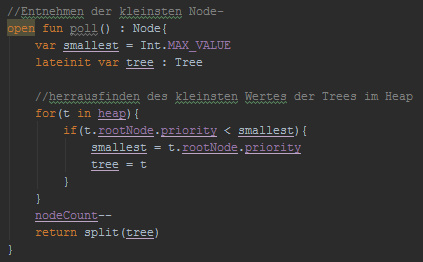 //Entnehmen der kleinsten Node-
open fun poll() : Node{
var smallest = Int.MAX_VALUE
lateinit var tree : Tree
//herrausfinden des kleinsten Wertes der Trees im Heap
for(t in heap){
if(t.rootNode.priority < smallest){
smallest = t.rootNode.priority
tree = t
}
}
nodeCount--
return split(tree)
}